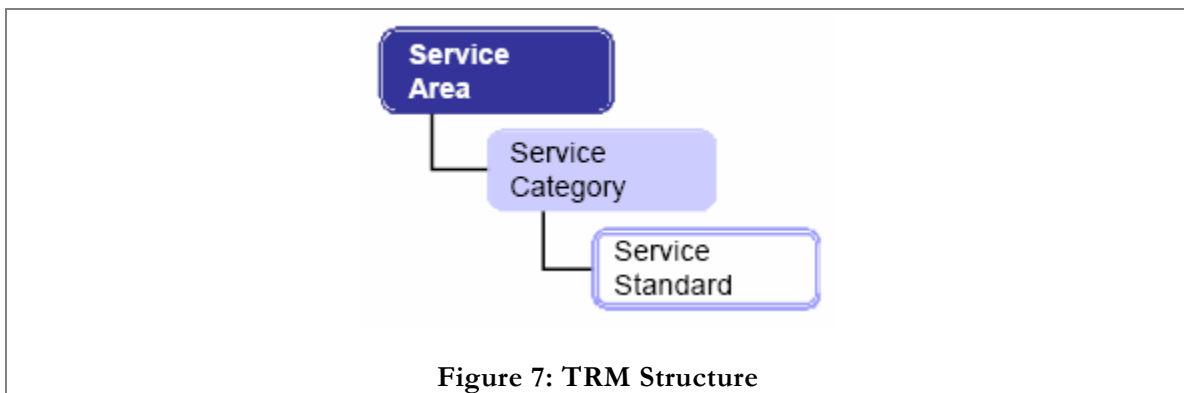 Service
Area
Service
Category
Service
Standard
Figure 7: TRM Structure